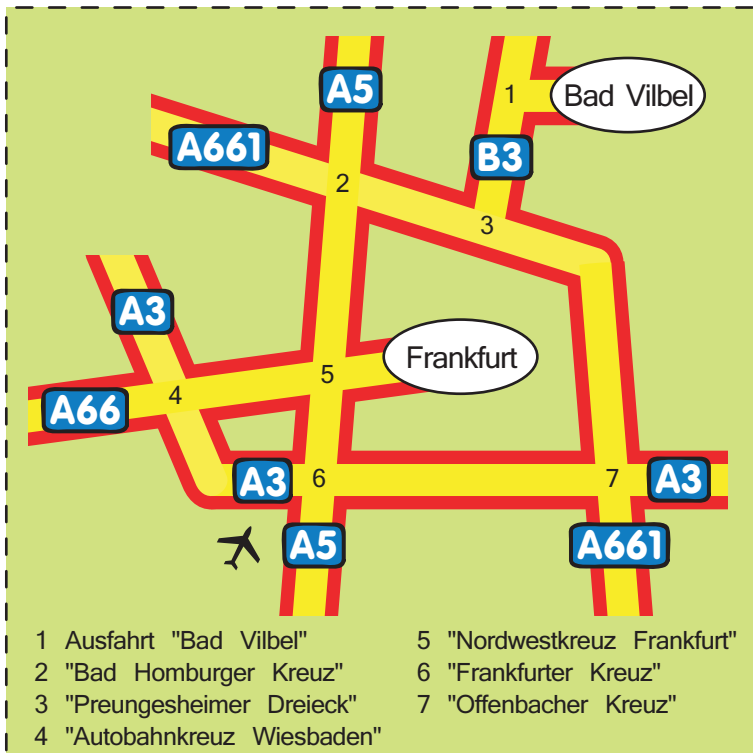 A5
1
Bad Vilbel
A661
B3
2
3
A3
Frankfurt
5
4
A66
A3
6
7
A3
A5
A661
1 Ausfahrt "Bad Vilbel"
2 "Bad Homburger Kreuz"
3 "Preungesheimer Dreieck"
4 "Autobahnkreuz Wiesbaden"
5 "Nordwestkreuz Frankfurt"
6 "Frankfurter Kreuz"
7 "Offenbacher Kreuz"